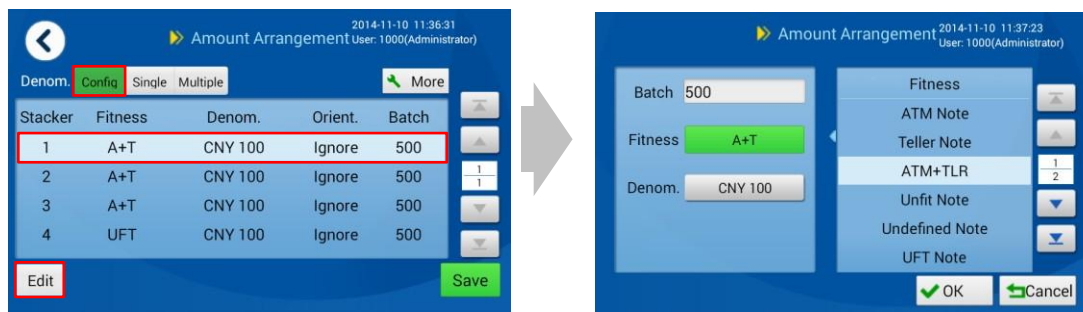 Amount Arrangement
2014-11-10 11:36:31
User: 1000(Administrator)
Denom. Config Single Multiple More
Stacker Fitness Denom. Orient. Batch
1 A+T CNY 100 Ignore 500
2 A+T CNY 100 Ignore 500
3 A+T CNY 100 Ignore 500
4 UFT CNY 100 Ignore 500
1
1
Edit Save
Amount Arrangement
2014-11-10 11:37:23
User: 1000(Administrator)
Batch 500
Fitness A+T
Denom. CNY 100
Fitness
ATM Note
Teller Note
ATM+TLR
Unfit Note
Undefined Note
UFT Note
1
2
OK Cancel